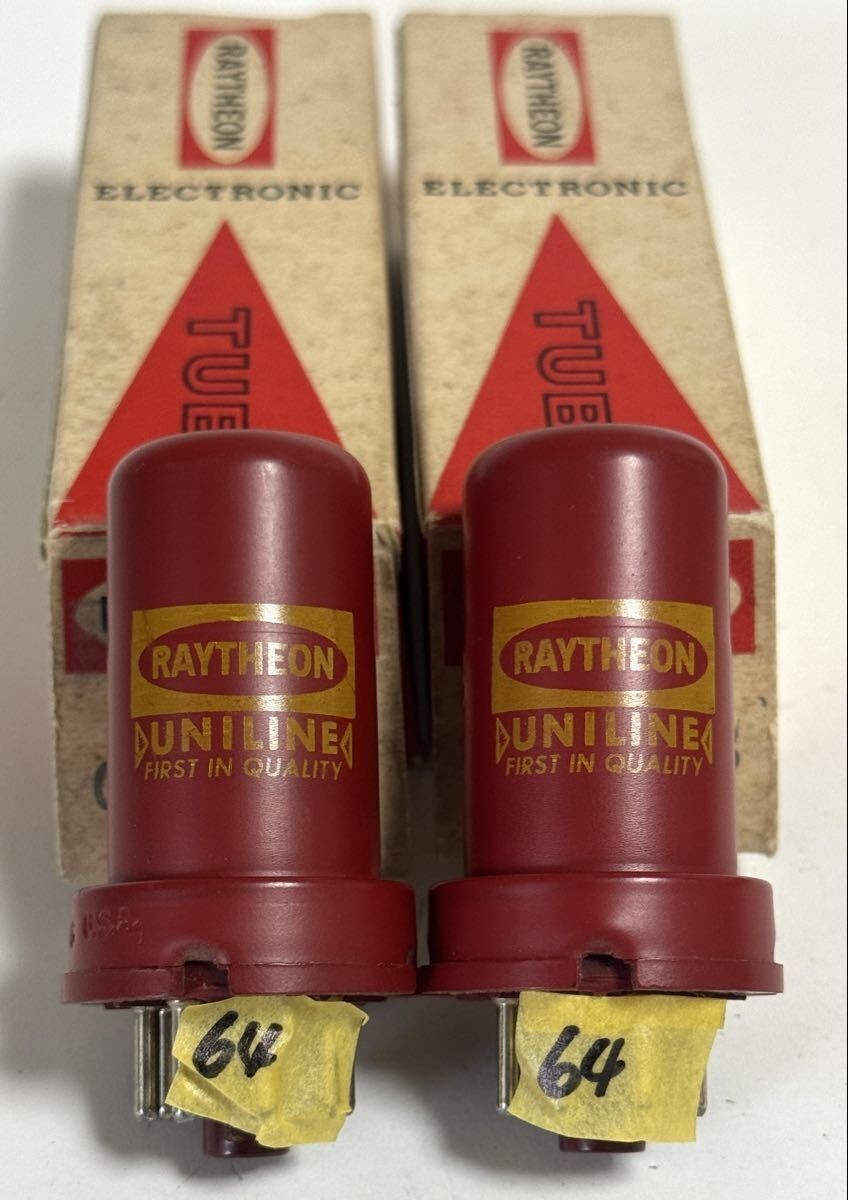 RAYTHEON
ELECTRONIC
TUB
RAYTHEON
ELECTRONIC
TUB
RAYTHEON
UNILINE
FIRST IN QUALITY
U.S.A.
64
RAYTHEON
UNILINE
FIRST IN QUALITY
64